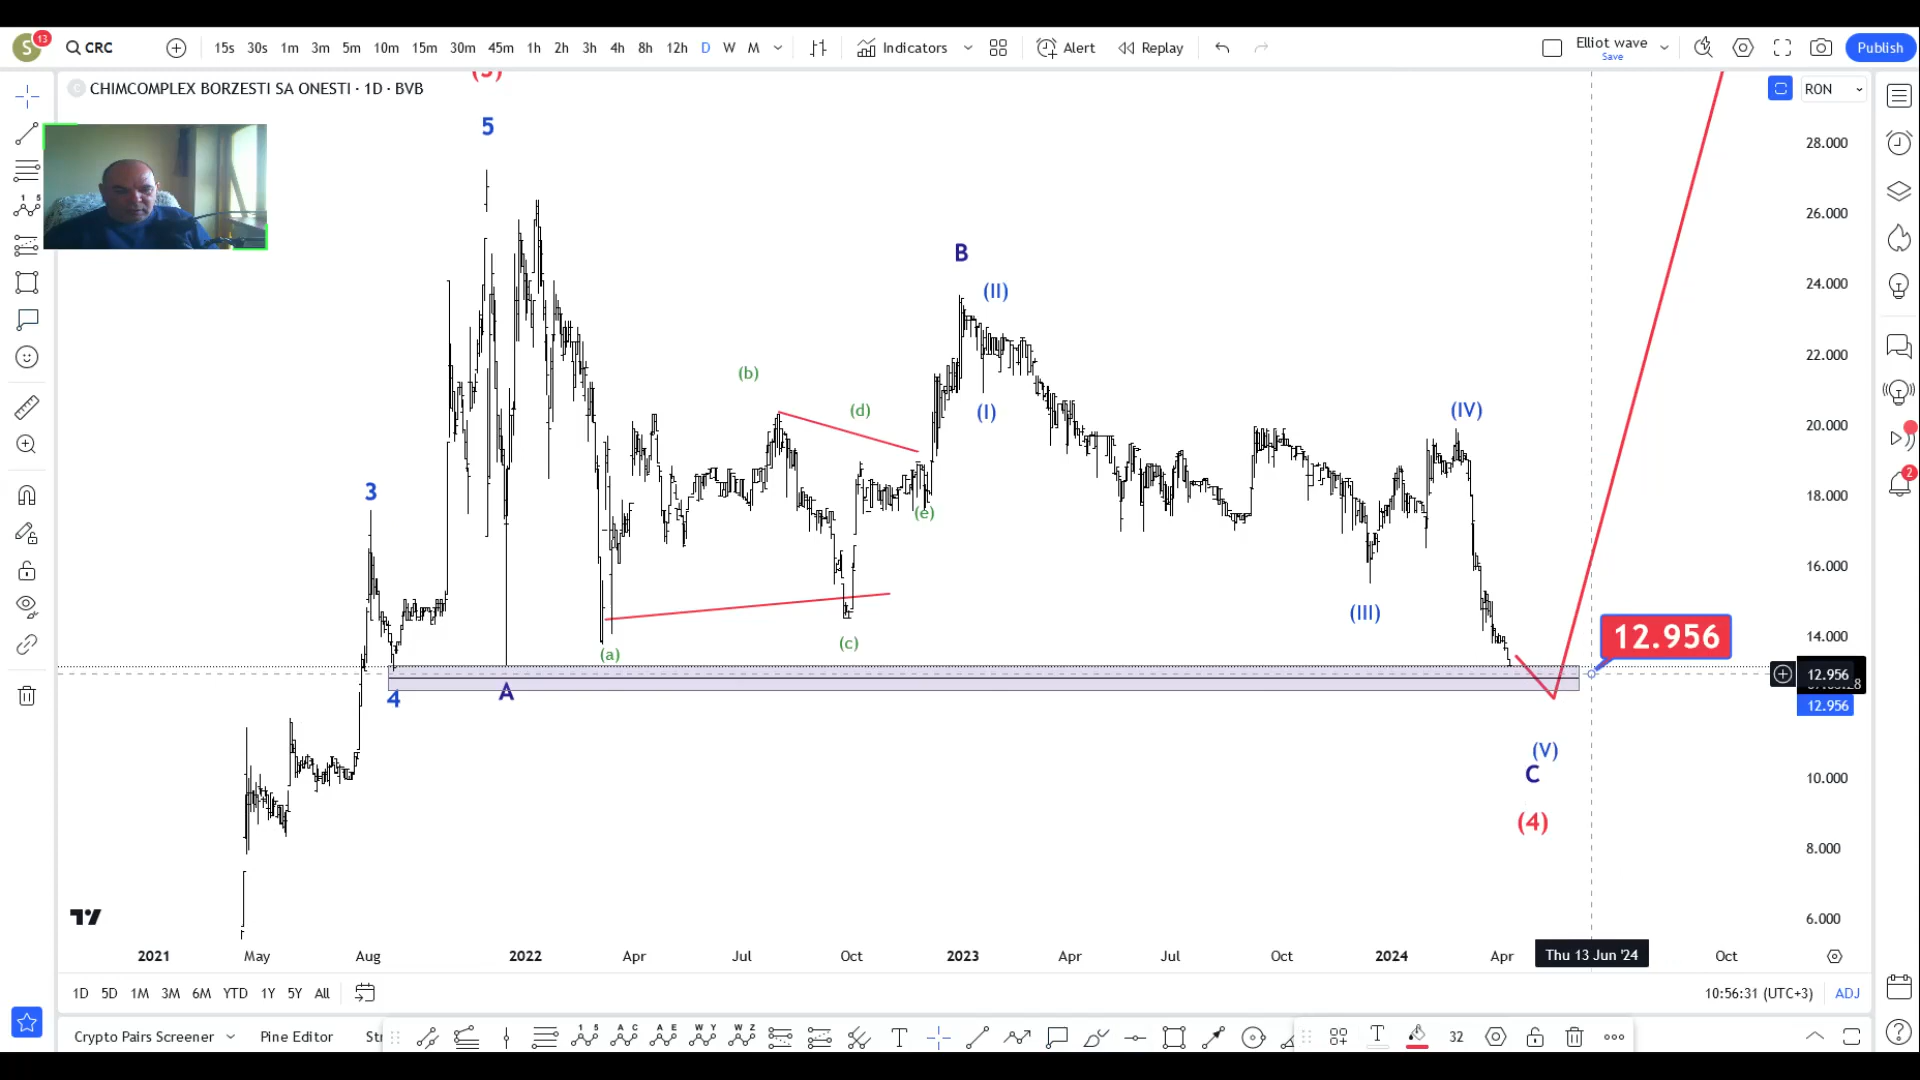 S 13 CRC 15s 30s 1m 3m 5m 10m 15m 30m 45m 1h 2h 3h 4h 8h 12h D W M Indicators Alert Replay Elliot wave Save Publish
CHIMCOMPLEX BORZESTI SA ONESTI · 1D · BVB
RON
5
28.000
26.000
B
24.000
(II)
22.000
(b)
(d)
(I)
(IV)
20.000
3
18.000
(e)
16.000
(III)
14.000
12.956
(c)
(a)
12.956
12.956
4
A
(V)
C
10.000
(4)
8.000
6.000
2021 May Aug 2022 Apr Jul Oct 2023 Apr Jul Oct 2024 Apr Thu 13 Jun '24 Oct
1D 5D 1M 3M 6M YTD 1Y 5Y All
10:56:31 (UTC+3) ADJ
Crypto Pairs Screener Pine Editor
32
2